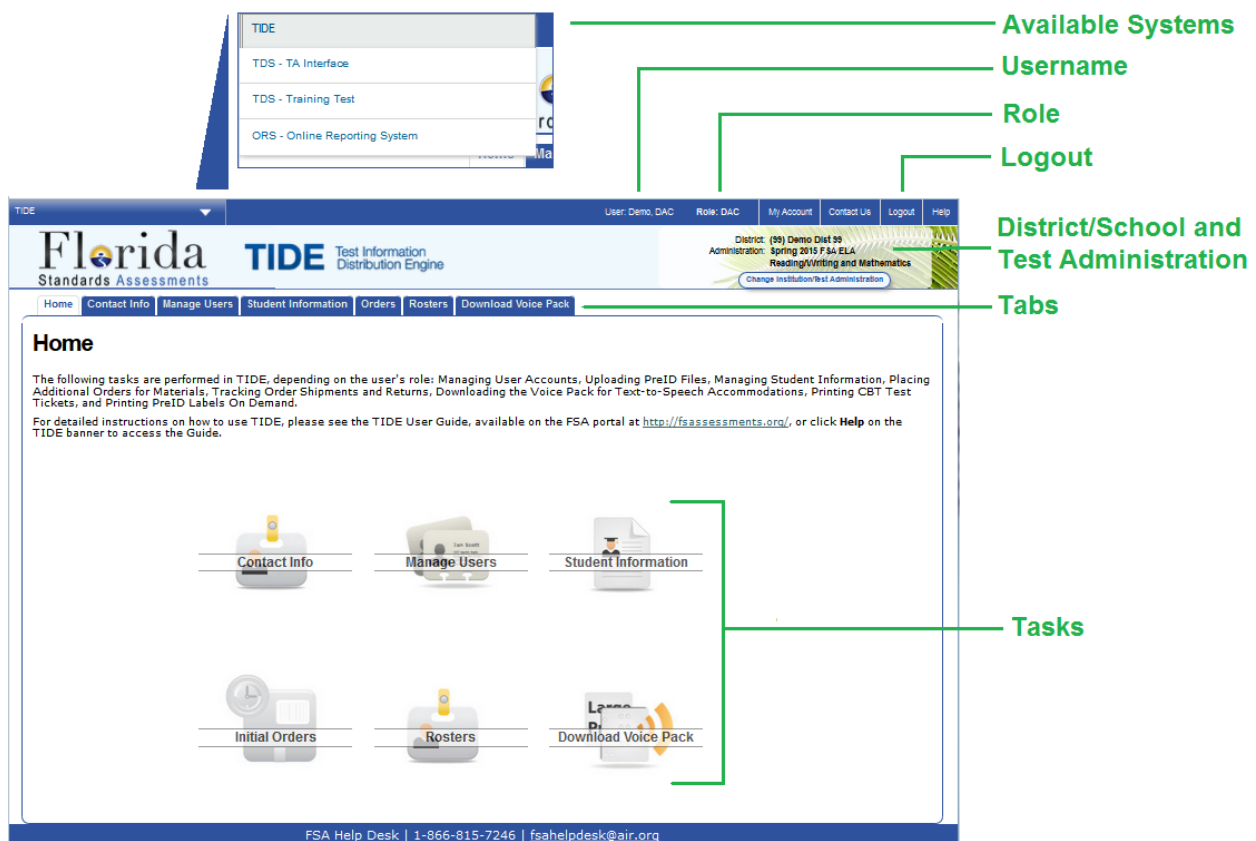 TIDE
TDS - TA Interface
TDS - Training Test
ORS - Online Reporting System
Available Systems
Username
Role
Logout
District/School and
Test Administration
Tabs
Tasks
TIDE
User: Demo, DAC
Role: DAC
My Account
Contact Us
Logout
Help
Florida
Standards Assessments
TIDE Test Information
Distribution Engine
District: (99) Demo Dist 99
Administration: Spring 2015 FSA ELA
Reading/Writing and Mathematics
Change Institution/Test Administration
Home
Contact Info
Manage Users
Student Information
Orders
Rosters
Download Voice Pack
Home
The following tasks are performed in TIDE, depending on the user's role: Managing User Accounts, Uploading PreID Files, Managing Student Information, Placing
Additional Orders for Materials, Tracking Order Shipments and Returns, Downloading the Voice Pack for Text-to-Speech Accommodations, Printing CBT Test
Tickets, and Printing PreID Labels On Demand.
For detailed instructions on how to use TIDE, please see the TIDE User Guide, available on the FSA portal at http://fsassessments.org/, or click Help on the
TIDE banner to access the Guide.
Contact Info
Manage Users
Student Information
Initial Orders
Rosters
Download Voice Pack
FSA Help Desk | 1-866-815-7246 | fsahelpdesk@air.org